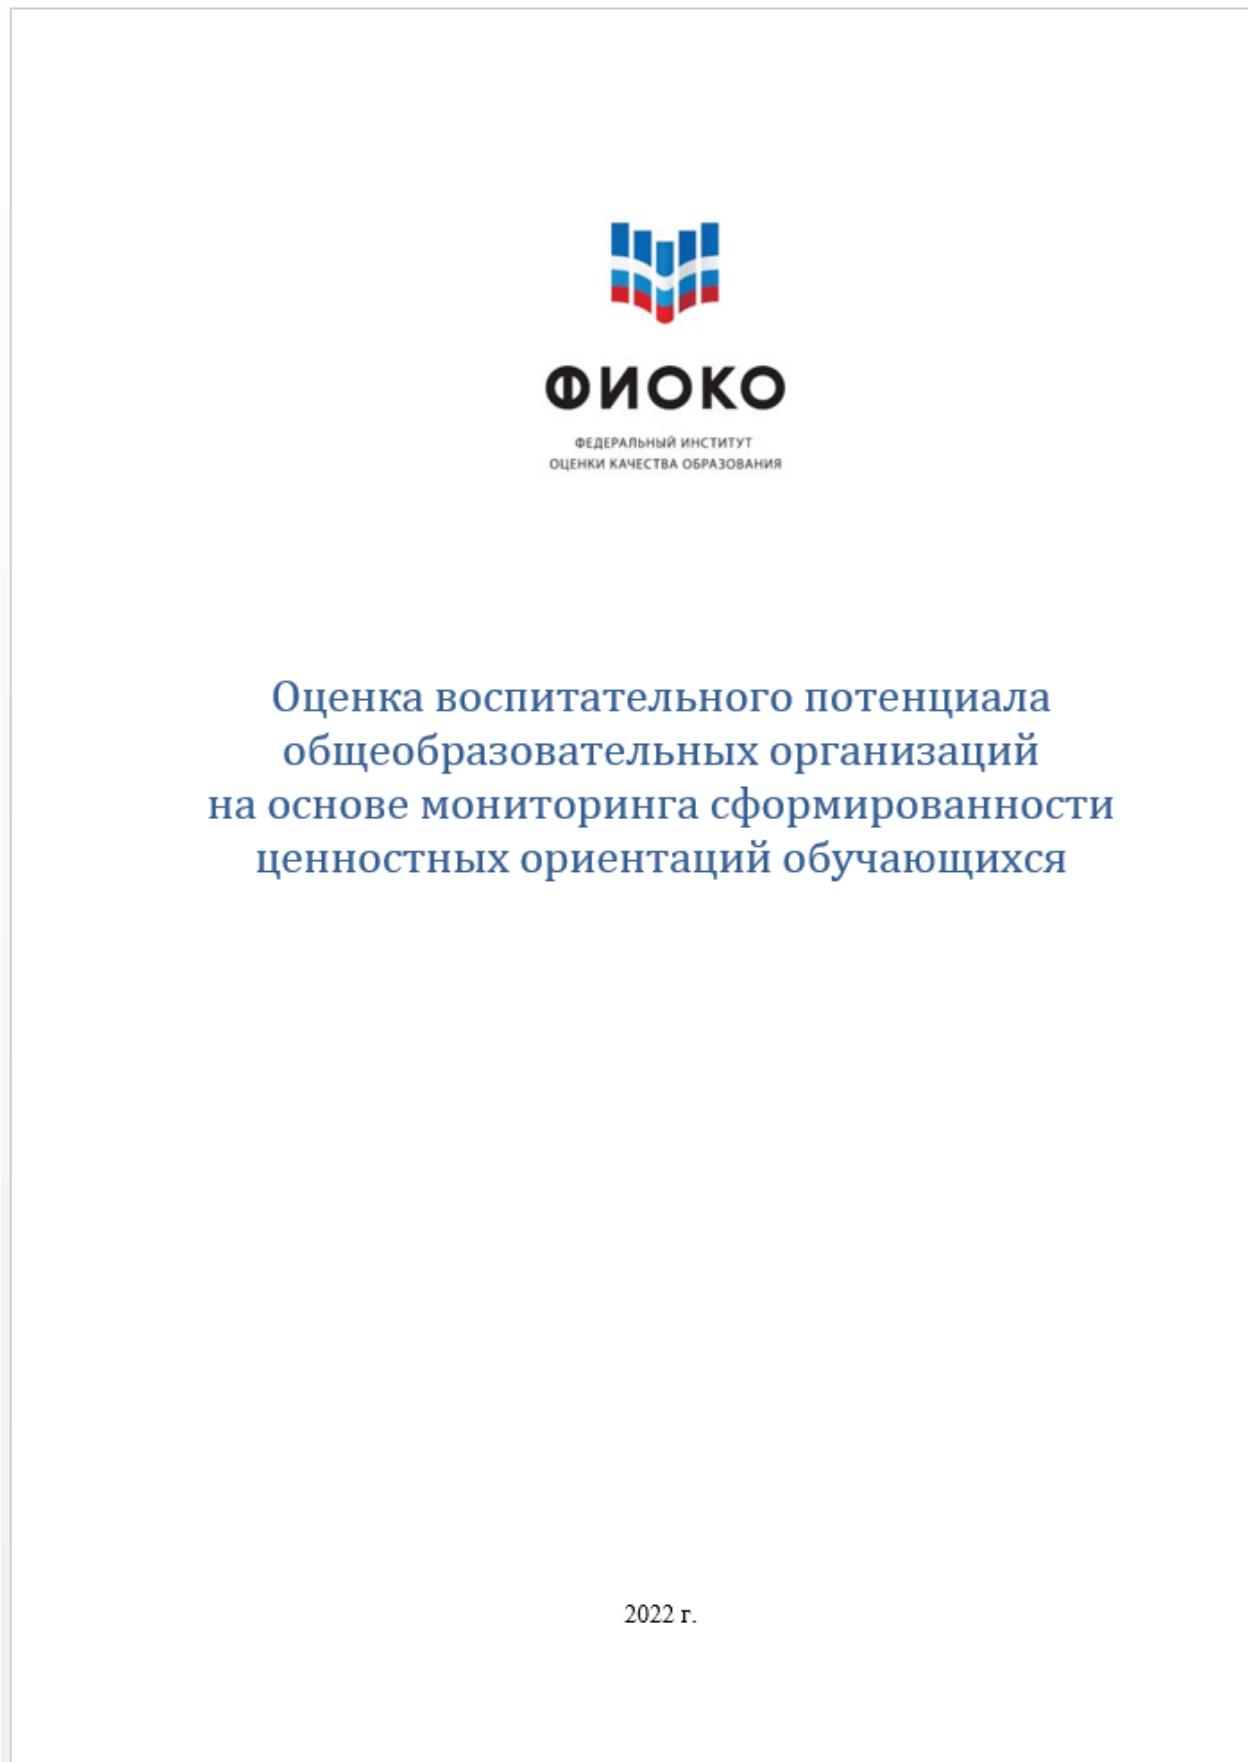 ФИОКО
ФЕДЕРАЛЬНЫЙ ИНСТИТУТ
ОЦЕНКИ КАЧЕСТВА ОБРАЗОВАНИЯ
Оценка воспитательного потенциала
общеобразовательных организаций
на основе мониторинга сформированности
ценностных ориентаций обучающихся
2022 г.